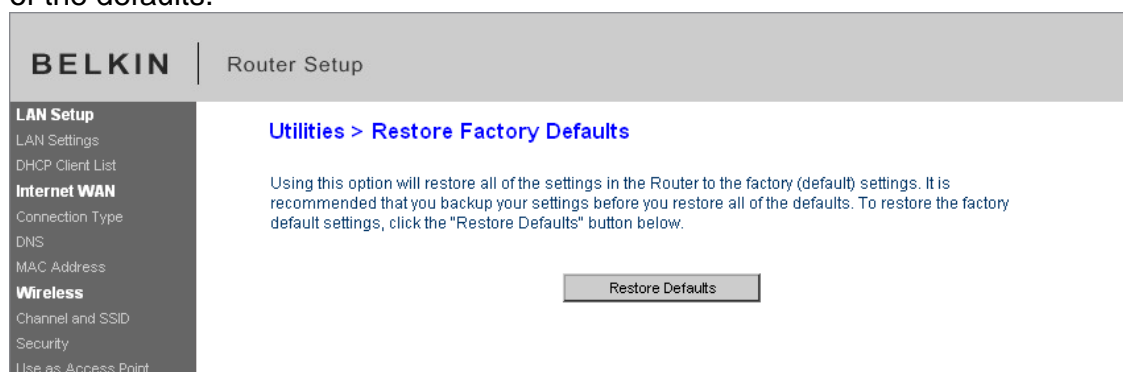 of the defaults.
BELKIN | Router Setup
LAN Setup
LAN Settings
DHCP Client List
Internet WAN
Connection Type
DNS
MAC Address
Wireless
Channel and SSID
Security
Use as Access Point
Utilities > Restore Factory Defaults
Using this option will restore all of the settings in the Router to the factory (default) settings. It is
recommended that you backup your settings before you restore all of the defaults. To restore the factory
default settings, click the "Restore Defaults" button below.
Restore Defaults